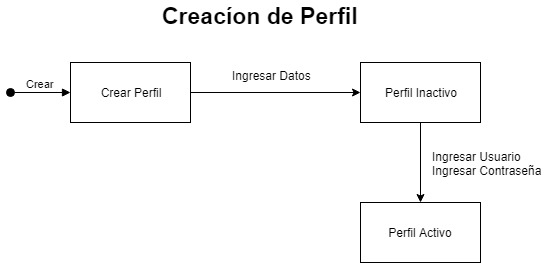 Creacíon de Perfil
Crear
Crear Perfil
Ingresar Datos
Perfil Inactivo
Ingresar Usuario
Ingresar Contraseña
Perfil Activo